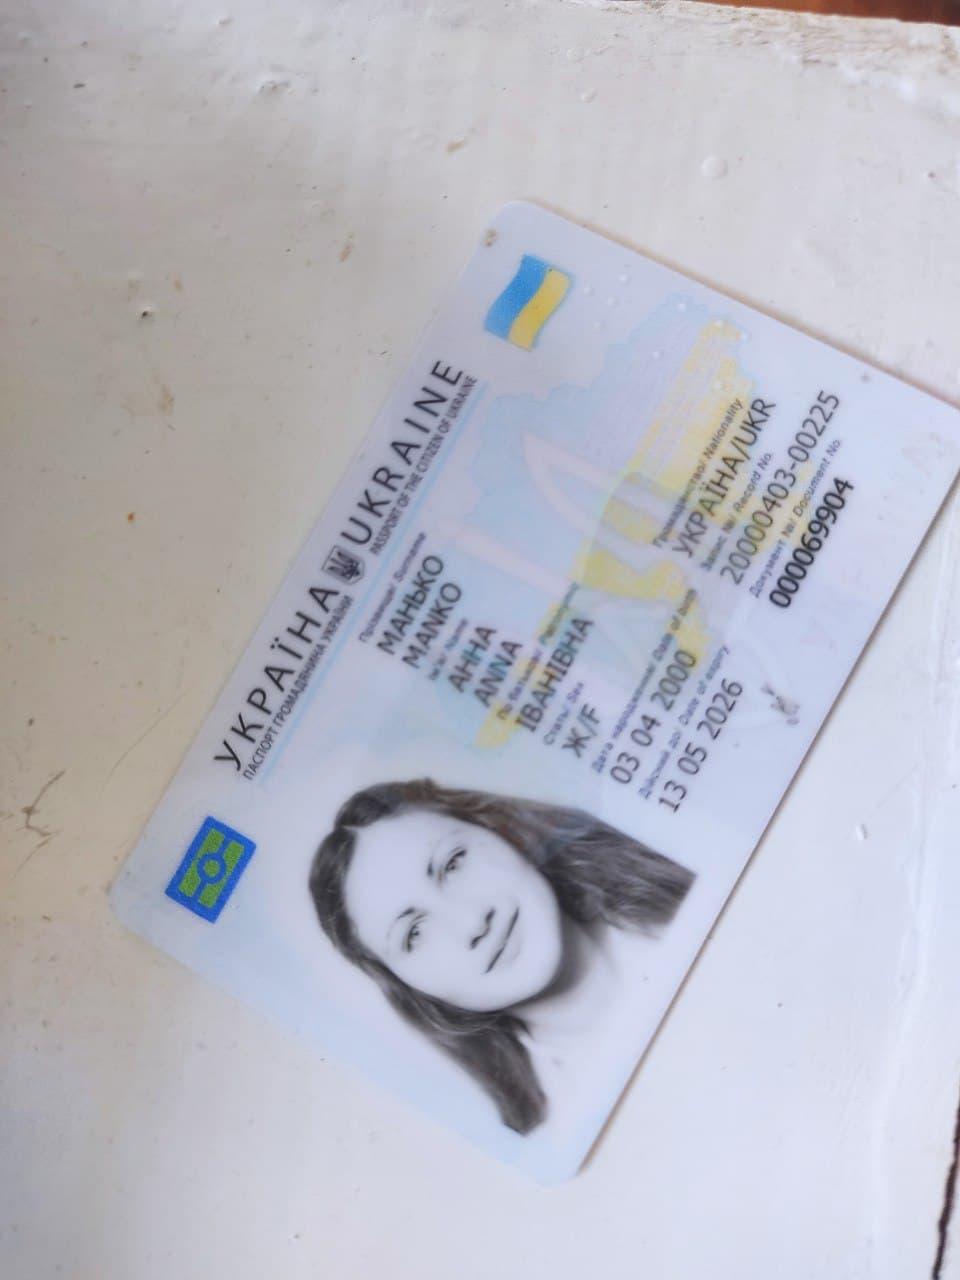 УКРАЇНА UKRAINE
ПАСПОРТ ГРОМАДЯНИНА УКРАЇНИ PASSPORT OF THE CITIZEN OF UKRAINE
Прізвище/ Surname
МАНЬКО
MANKO
Ім'я/ Name
АННА
ANNA
По батькові/ Patronymic
ІВАНІВНА
Стать/ Sex
Ж/F
Громадянство/ Nationality
УКРАЇНА/UKR
Дата народження/ Date of birth
03 04 2000
Запис №/ Record No.
20000403-00225
Дійсний до/ Date of expiry
13 05 2026
Документ №/ Document No.
000069904